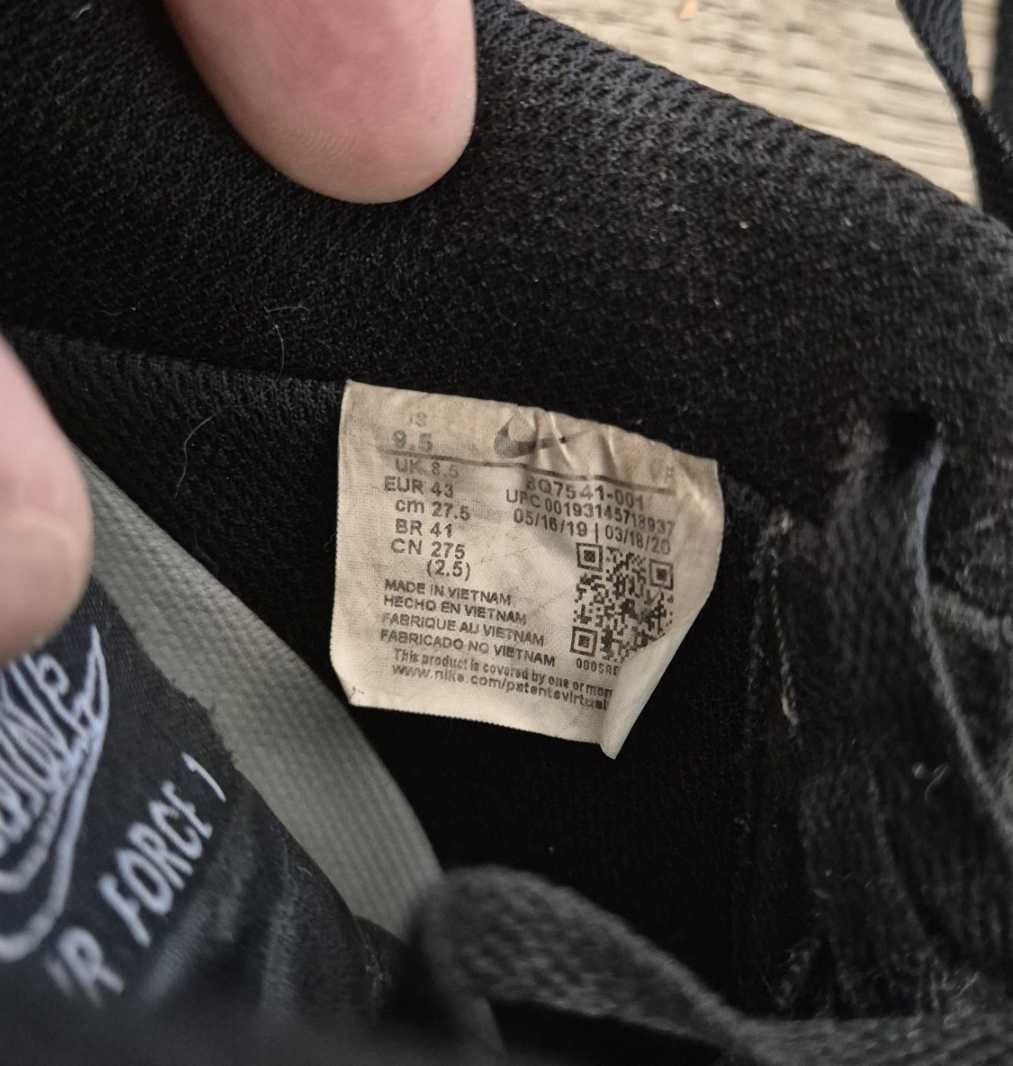 US
9.5
UK 8.5
EUR 43
cm 27.5
BR 41
CN 275
(2.5)
BQ7541-001
UPC 00193145718937
05/16/19 | 03/18/20
MADE IN VIETNAM
HECHO EN VIETNAM
FABRIQUE AU VIETNAM
FABRICADO NO VIETNAM
This product is covered by one or mor
www.nike.com/patentsvirtual
FORCE 1